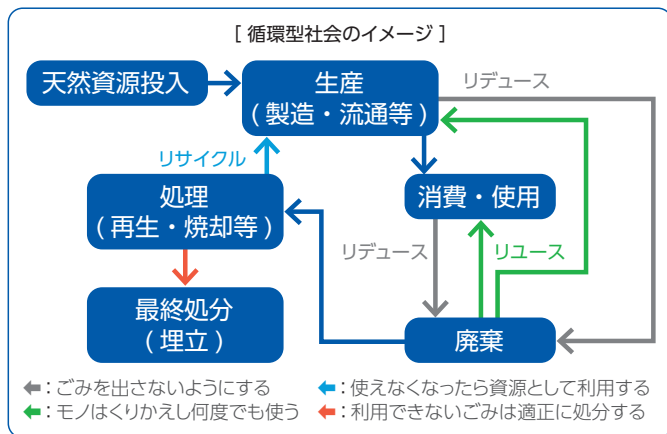 [ 循環型社会のイメージ ]
天然資源投入
生産
( 製造・流通等 )
リデュース
リサイクル
処理
( 再生・焼却等 )
消費・使用
リデュース
リユース
最終処分
( 埋立 )
廃棄
←:ごみを出さないようにする
←:使えなくなったら資源として利用する
←:モノはくりかえし何度でも使う
←:利用できないごみは適正に処分する